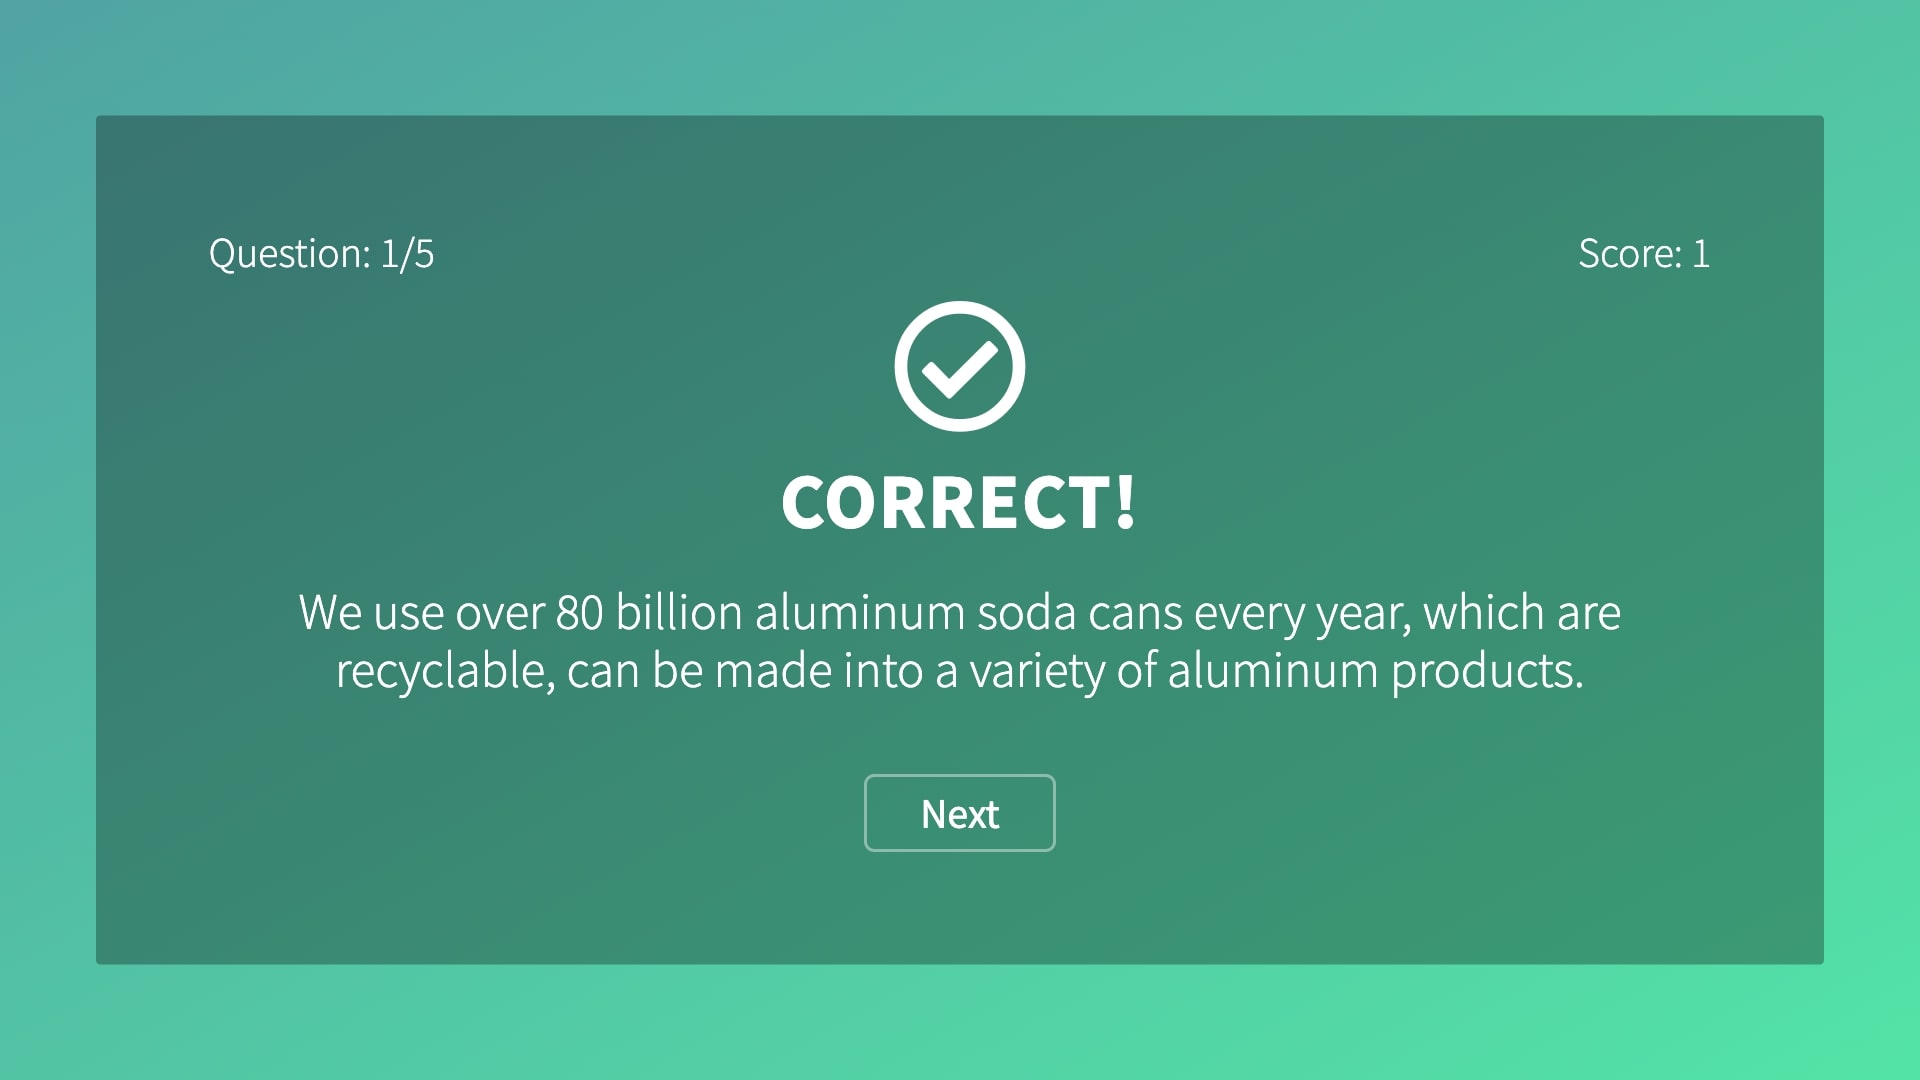 Question: 1/5
Score: 1
CORRECT!
We use over 80 billion aluminum soda cans every year, which are
recyclable, can be made into a variety of aluminum products.
Next